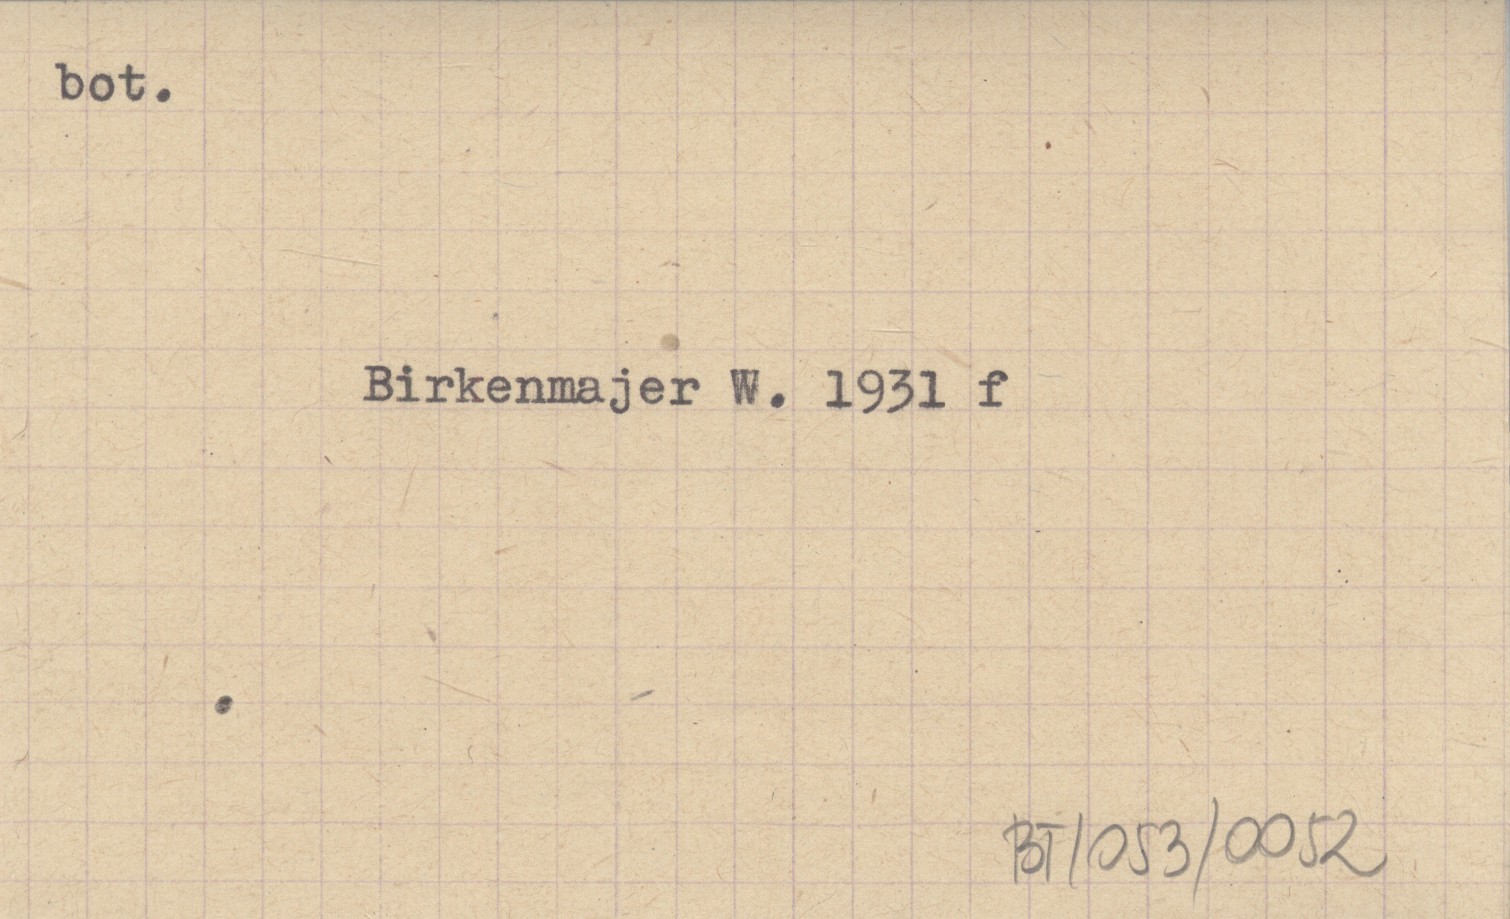 bot.
Birkenmajer W. 1931 f
BT/053/0052